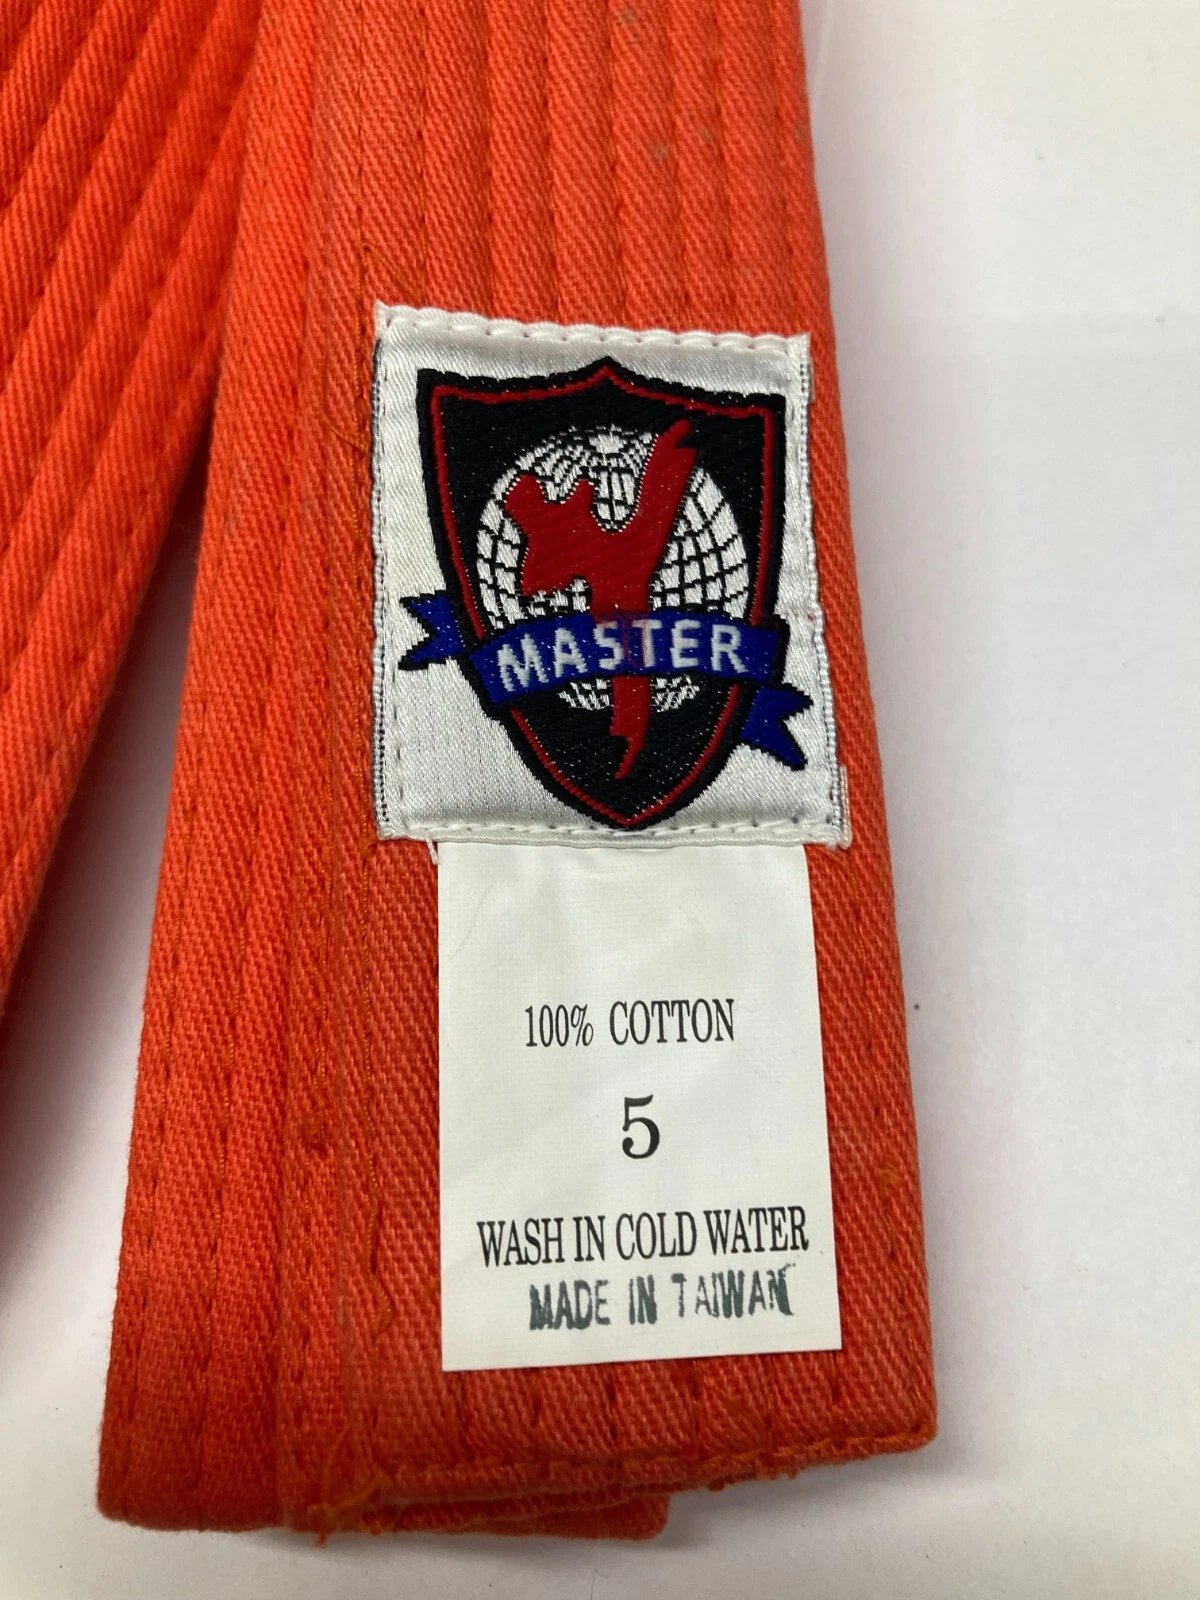 MASTER
100% COTTON
5
WASH IN COLD WATER
MADE IN TAIWAN